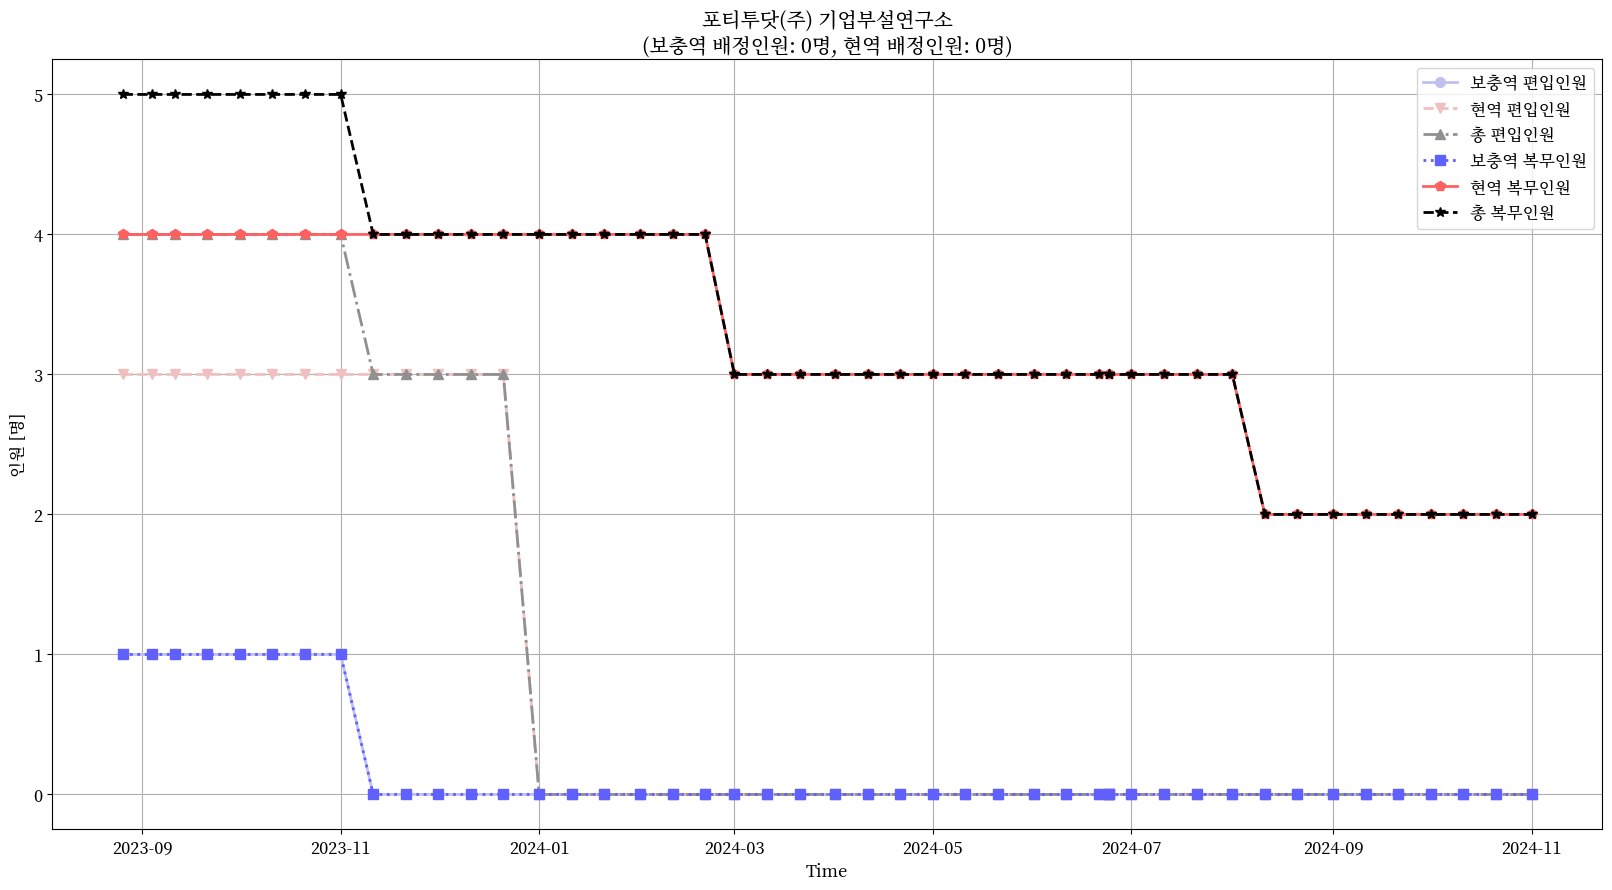 포티투닷(주) 기업부설연구소
(보충역 배정인원: 0명, 현역 배정인원: 0명)
보충역 편입인원
현역 편입인원
총 편입인원
보충역 복무인원
현역 복무인원
총 복무인원
인원 [명]
5
4
3
2
1
0
2023-09
2023-11
2024-01
2024-03
2024-05
2024-07
2024-09
2024-11
Time